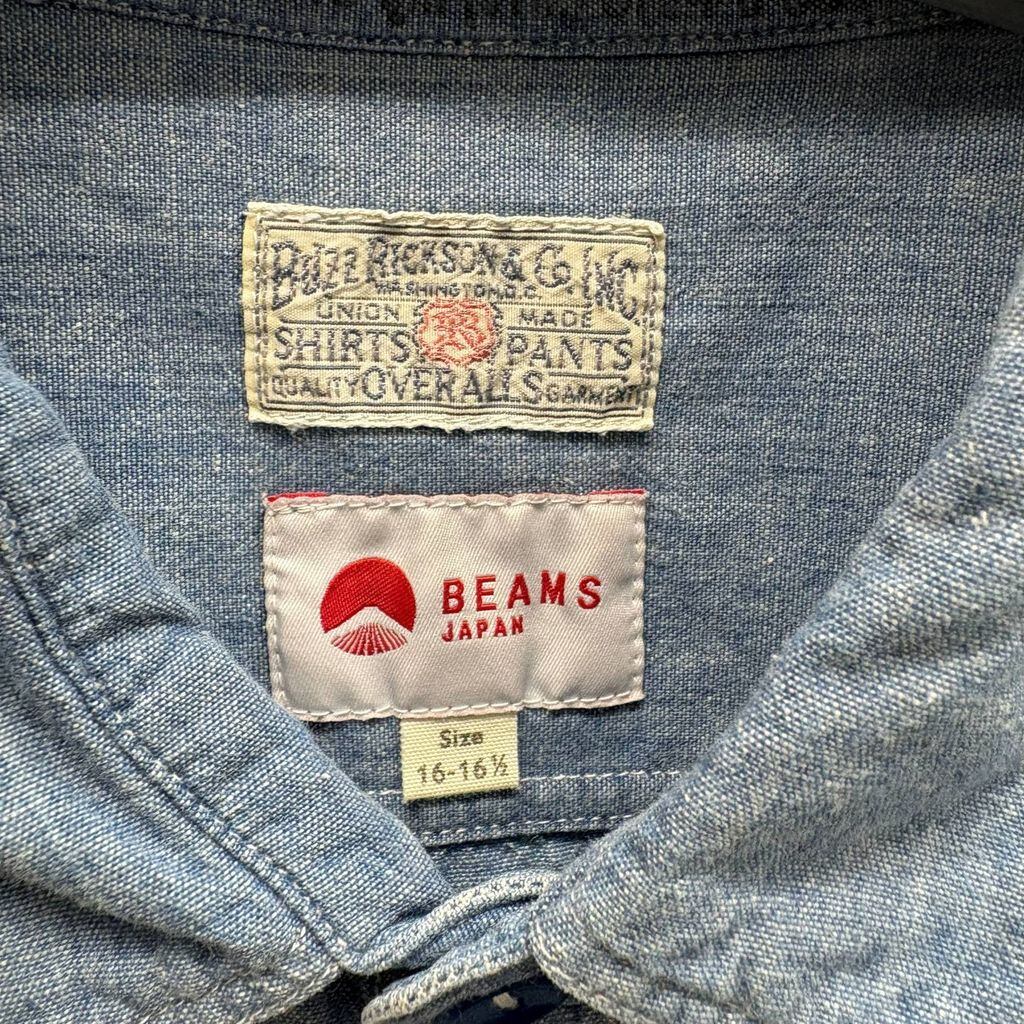 BUZZ RICKSON & CO. INC.
WASHINGTON, D.C.
UNION MADE
SHIRTS R PANTS
QUALITY OVERALLS GARMENT
BEAMS
JAPAN
Size
16-16½